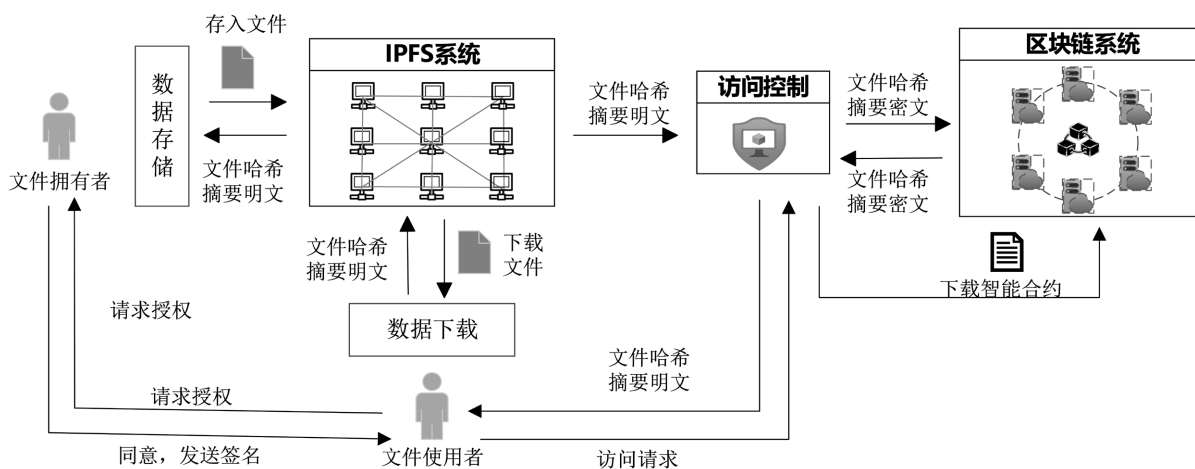 存入文件
IPFS系统
区块链系统
数
据
存
储
访问控制
文件哈希
摘要明文
文件哈希
摘要密文
文件哈希
摘要明文
文件哈希
摘要密文
文件拥有者
文件哈希
摘要明文
下载
文件
下载智能合约
请求授权
数据下载
文件哈希
摘要明文
请求授权
同意，发送签名
文件使用者
访问请求